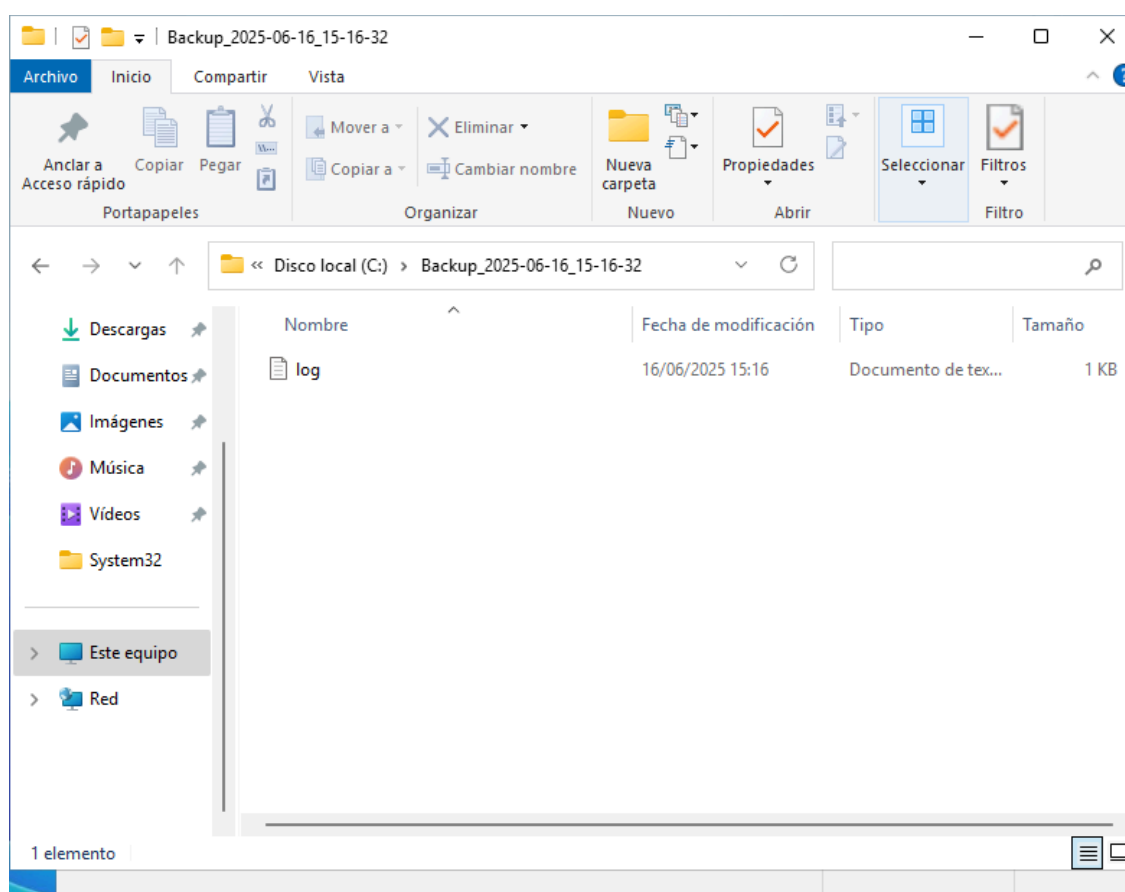 Backup_2025-06-16_15-16-32
Archivo Inicio Compartir Vista
Anclar a
Acceso rápido
Copiar
Pegar
Portapapeles
Mover a
Copiar a
Eliminar
Cambiar nombre
Organizar
Nueva
carpeta
Nuevo
Propiedades
Abrir
Seleccionar
Filtros
Filtro
« Disco local (C:) > Backup_2025-06-16_15-16-32
Descargas
Documentos
Imágenes
Música
Vídeos
System32
Este equipo
Red
Nombre Fecha de modificación Tipo Tamaño
log 16/06/2025 15:16 Documento de tex... 1 KB
1 elemento